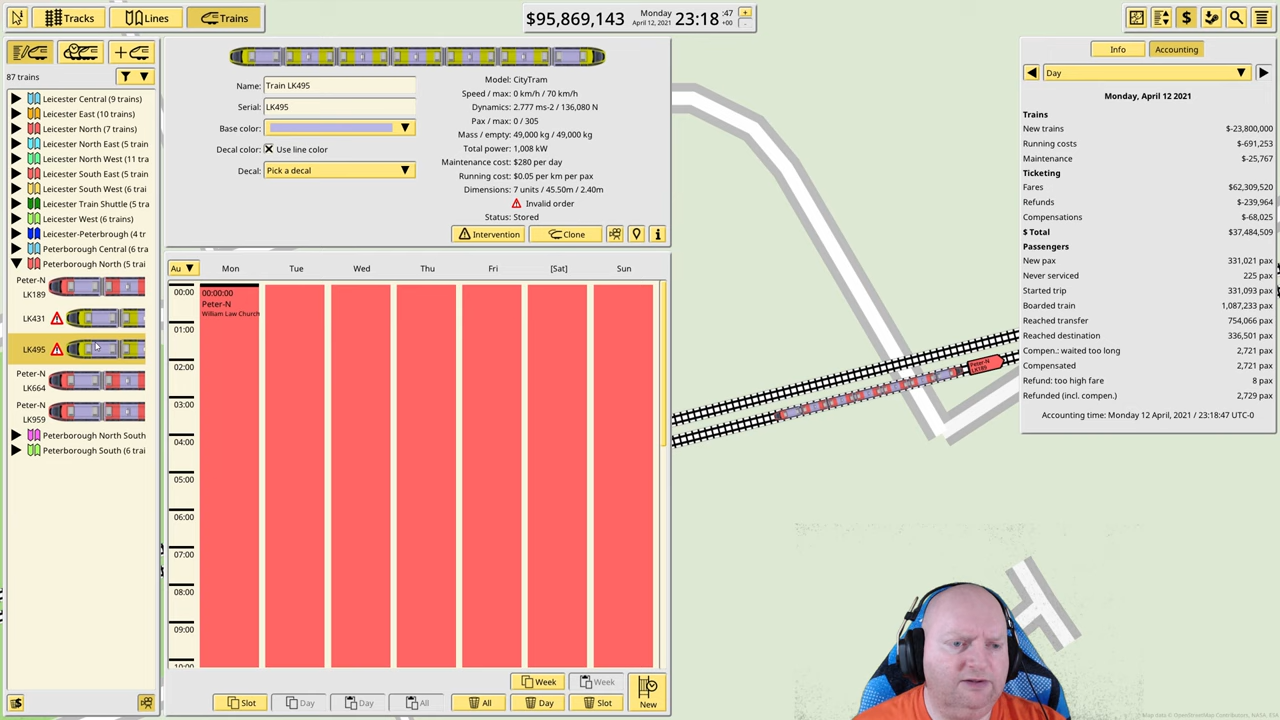 Tracks
Lines
Trains
$95,869,143
Monday
April 12, 2021
23:18
:47
+00
+
-
87 trains
Leicester Central (9 trains)
Leicester East (10 trains)
Leicester North (7 trains)
Leicester North East (5 train
Leicester North West (11 tra
Leicester South East (5 train
Leicester South West (6 trai
Leicester Train Shuttle (5 tra
Leicester West (6 trains)
Leicester-Peterbrough (4 tr
Peterborough Central (6 tra
Peterborough North (5 trai
Peter-N
LK189
LK431
LK495
Peter-N
LK664
Peter-N
LK959
Peterborough North South
Peterborough South (6 trai
Name: Train LK495
Serial: LK495
Base color:
Decal color: Use line color
Decal: Pick a decal
Model: CityTram
Speed / max: 0 km/h / 70 km/h
Dynamics: 2.777 ms-2 / 136,080 N
Pax / max: 0 / 305
Mass / empty: 49,000 kg / 49,000 kg
Total power: 1,008 kW
Maintenance cost: $280 per day
Running cost: $0.05 per km per pax
Dimensions: 7 units / 45.50m / 2.40m
Invalid order
Status: Stored
Intervention
Clone
Au
Mon
Tue
Wed
Thu
Fri
[Sat]
Sun
00:00
01:00
02:00
03:00
04:00
05:00
06:00
07:00
08:00
09:00
10:00
00:00:00
Peter-N
William Law Church
Week
Week
Slot
Day
Day
All
All
Day
Slot
New
Peter-N
LK189
Info
Accounting
Day
Monday, April 12 2021
Trains
New trains $-23,800,000
Running costs $-691,253
Maintenance $-25,767
Ticketing
Fares $62,309,520
Refunds $-239,964
Compensations $-68,025
$ Total $37,484,509
Passengers
New pax 331,021 pax
Never serviced 225 pax
Started trip 331,093 pax
Boarded train 1,087,233 pax
Reached transfer 754,066 pax
Reached destination 336,501 pax
Compen.: waited too long 2,721 pax
Compensated 2,721 pax
Refund: too high fare 8 pax
Refunded (incl. compen.) 2,729 pax
Accounting time: Monday 12 April, 2021 / 23:18:47 UTC-0
Map data © OpenStreetMap Contributors, NASA, ESA